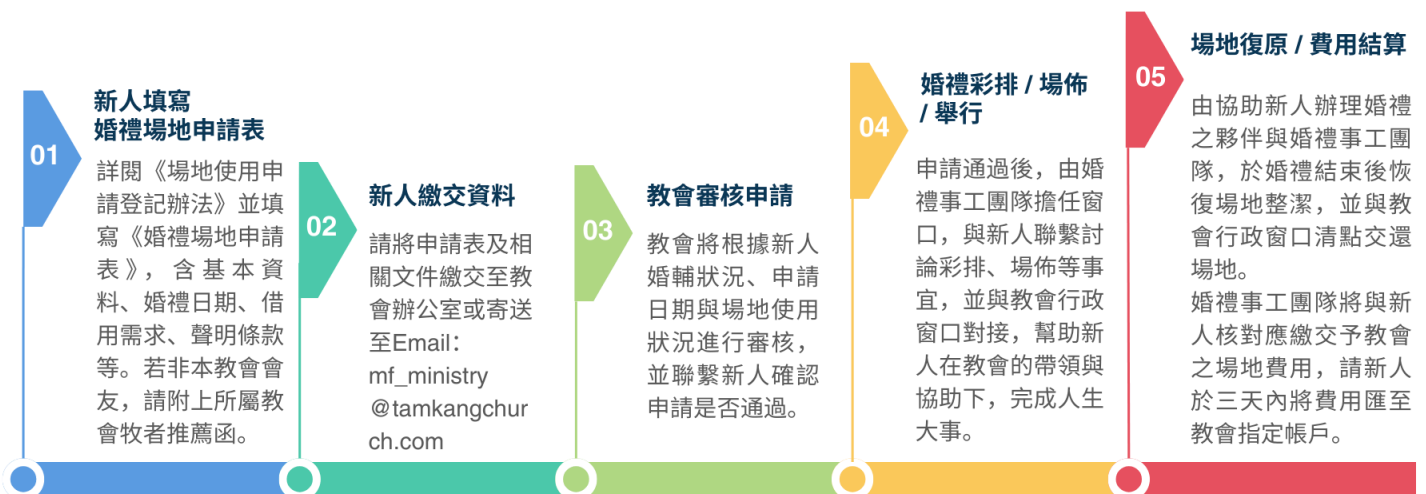 01
新人填寫
婚禮場地申請表
詳閱《場地使用申
請登記辦法》並填
寫《婚禮場地申請
表》，含基本資
料、婚禮日期、借
用需求、聲明條款
等。若非本教會會
友，請附上所屬教
會牧者推薦函。
02
新人繳交資料
請將申請表及相
關文件繳交至教
會辦公室或寄送
至Email：
mf_ministry
@tamkangchur
ch.com
03
教會審核申請
教會將根據新人
婚輔狀況、申請
日期與場地使用
狀況進行審核，
並聯繫新人確認
申請是否通過。
04
婚禮彩排 / 場佈
/ 舉行
申請通過後，由婚
禮事工團隊擔任窗
口，與新人聯繫討
論彩排、場佈等事
宜，並與教會行政
窗口對接，幫助新
人在教會的帶領與
協助下，完成人生
大事。
05
場地復原 / 費用結算
由協助新人辦理婚禮
之夥伴與婚禮事工團
隊，於婚禮結束後恢
復場地整潔，並與教
會行政窗口清點交還
場地。
婚禮事工團隊將與新
人核對應繳交予教會
之場地費用，請新人
於三天內將費用匯至
教會指定帳戶。